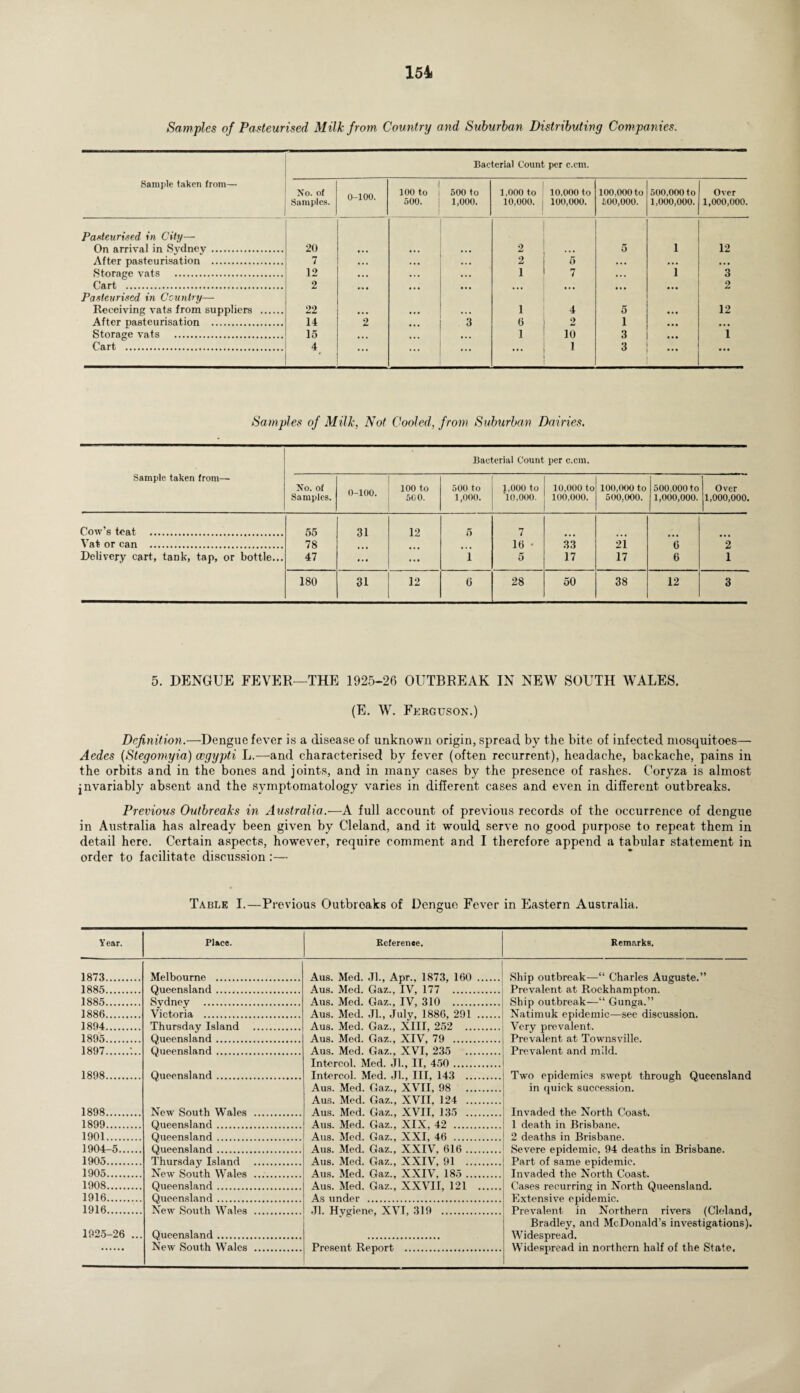 154
Samples of Pasteurised Milk from Country and Suburban Distributing Companies.
Sample taken from— | Bacterial Count per c.cm.
No. of Samples. | 0-100. | 100 to 500. | 500 to 1,000. | 1,000 to 10,000. | 10,000 to 100,000. | 100,000 to 500,000. | 500,000 to 1,000,000. | Over 1,000,000.
Pasteurised in City—
On arrival in Sydney | 20 | ... | ... | ... | 2 | ... | 5 | 1 | 12
After pasteurisation | 7 | ... | ... | ... | 2 | 5 | ... | ... | ...
Storage vats | 12 | ... | ... | ... | 1 | 7 | ... | 1 | 3
Cart | 2 | ... | ... | ... | ... | ... | ... | ... | 2
Pasteurised in Country—
Receiving vats from suppliers | 22 | ... | ... | ... | 1 | 4 | 5 | ... | 12
After pasteurisation | 14 | 2 | ... | 3 | 6 | 2 | 1 | ... | ...
Storage vats | 15 | ... | ... | ... | 1 | 10 | 3 | ... | 1
Cart | 4 | ... | ... | ... | ... | 1 | 3 | ... | ...
Samples of Milk, Not Cooled, from Suburban Dairies.
Sample taken from— | Bacterial Count per c.cm.
No. of Samples. | 0-100. | 100 to 500. | 500 to 1,000. | 1,000 to 10,000. | 10,000 to 100,000. | 100,000 to 500,000. | 500,000 to 1,000,000. | Over 1,000,000.
Cow's teat | 55 | 31 | 12 | 5 | 7 | ... | ... | ... | ...
Vat or can | 78 | ... | ... | ... | 16 | 33 | 21 | 6 | 2
Delivery cart, tank, tap, or bottle... | 47 | ... | ... | 1 | 5 | 17 | 17 | 6 | 1
180 | 31 | 12 | 6 | 28 | 50 | 38 | 12 | 3
5. DENGUE FEVER—THE 1925-26 OUTBREAK IN NEW SOUTH WALES.
(E. W. Ferguson.)
Definition.—Dengue fever is a disease of unknown origin, spread by the bite of infected mosquitoes—
Aedes (Stegomyia) ægypti L.—and characterised by fever (often recurrent), headache, backache, pains in
the orbits and in the bones and joints, and in many cases by the presence of rashes. Coryza is almost
invariably absent and the symptomatology varies in different cases and even in different outbreaks.
Previous Outbreaks in Australia.—A full account of previous records of the occurrence of dengue
in Australia has already been given by Cleland, and it would serve no good purpose to repeat them in
detail here. Certain aspects, however, require comment and I therefore append a tabular statement in
order to facilitate discussion :—
Table I.—Previous Outbreaks of Dengue Fever in Eastern Australia.
Year. | Place. | Reference. | Remarks.
1873 | Melbourne | Aus. Med. Jl., Apr., 1873, 160 | Ship outbreak—“ Charles Auguste.”
1885 | Queensland | Aus. Med. Gaz., IV, 177 | Prevalent at Rockhampton.
1885 | Sydney | Aus. Med. Gaz., IV, 310 | Ship outbreak—“ Gunga.”
1886 | Victoria | Aus. Med. Jl., July, 1886, 291 | Natimuk epidemic—see discussion.
1894 | Thursday Island | Aus. Med. Gaz., XIII, 252 | Very prevalent.
1895 | Queensland | Aus. Med. Gaz., XIV, 79 | Prevalent at Townsville.
1897 | Queensland | Aus. Med. Gaz., XVI, 235 | Prevalent and mild.
Intercol. Med. Jl., II, 450
1898 | Queensland | Intercol. Med. Jl., III, 143 | Two epidemics swept through Queensland
Aus. Med. Gaz., XVII, 98 | in quick succession.
Aus. Med. Gaz., XVII, 124
1898 | New South Wales | Aus. Med. Gaz., XVII, 135 | Invaded the North Coast.
1899 | Queensland | Aus. Med. Gaz., XIX, 42 | 1 death in Brisbane.
1901 | Queensland | Aus. Med. Gaz., XXI, 46 | 2 deaths in Brisbane.
1904-5 | Queensland | Aus. Med. Gaz., XXIV, 616 | Severe epidemic, 94 deaths in Brisbane.
1905 | Thursday Island | Aus. Med. Gaz., XXIV, 91 | Part of same epidemic.
1905 | New South Wales | Aus. Med. Gaz., XXIV, 185 | Invaded the North Coast.
1908 | Queensland | Aus. Med. Gaz., XXVII, 121 | Cases recurring in North Queensland.
1916 | Queensland | As under | Extensive epidemic.
1916 | New South Wales | Jl. Hygiene, XVI, 319 | Prevalent in Northern rivers (Cleland,
Bradley, and McDonald's investigations).
1925-26 ... | Queensland | ... | Widespread.
...... | New South Wales | Present Report | Widespread in northern half of the State.